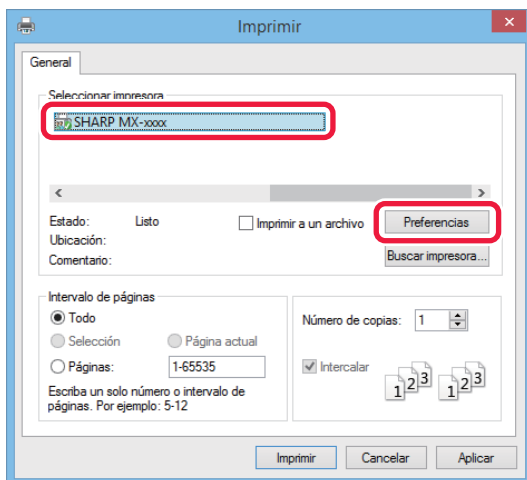 Imprimir
General
Seleccionar impresora
SHARP MX-xxxx
Estado: Listo
Imprimir a un archivo
Preferencias
Ubicación:
Comentario:
Buscar impresora...
Intervalo de páginas
Todo
Selección
Página actual
Páginas: 1-65535
Escriba un solo número o intervalo de
páginas. Por ejemplo: 5-12
Número de copias: 1
Intercalar
1 2 3 1 2 3
Imprimir
Cancelar
Aplicar